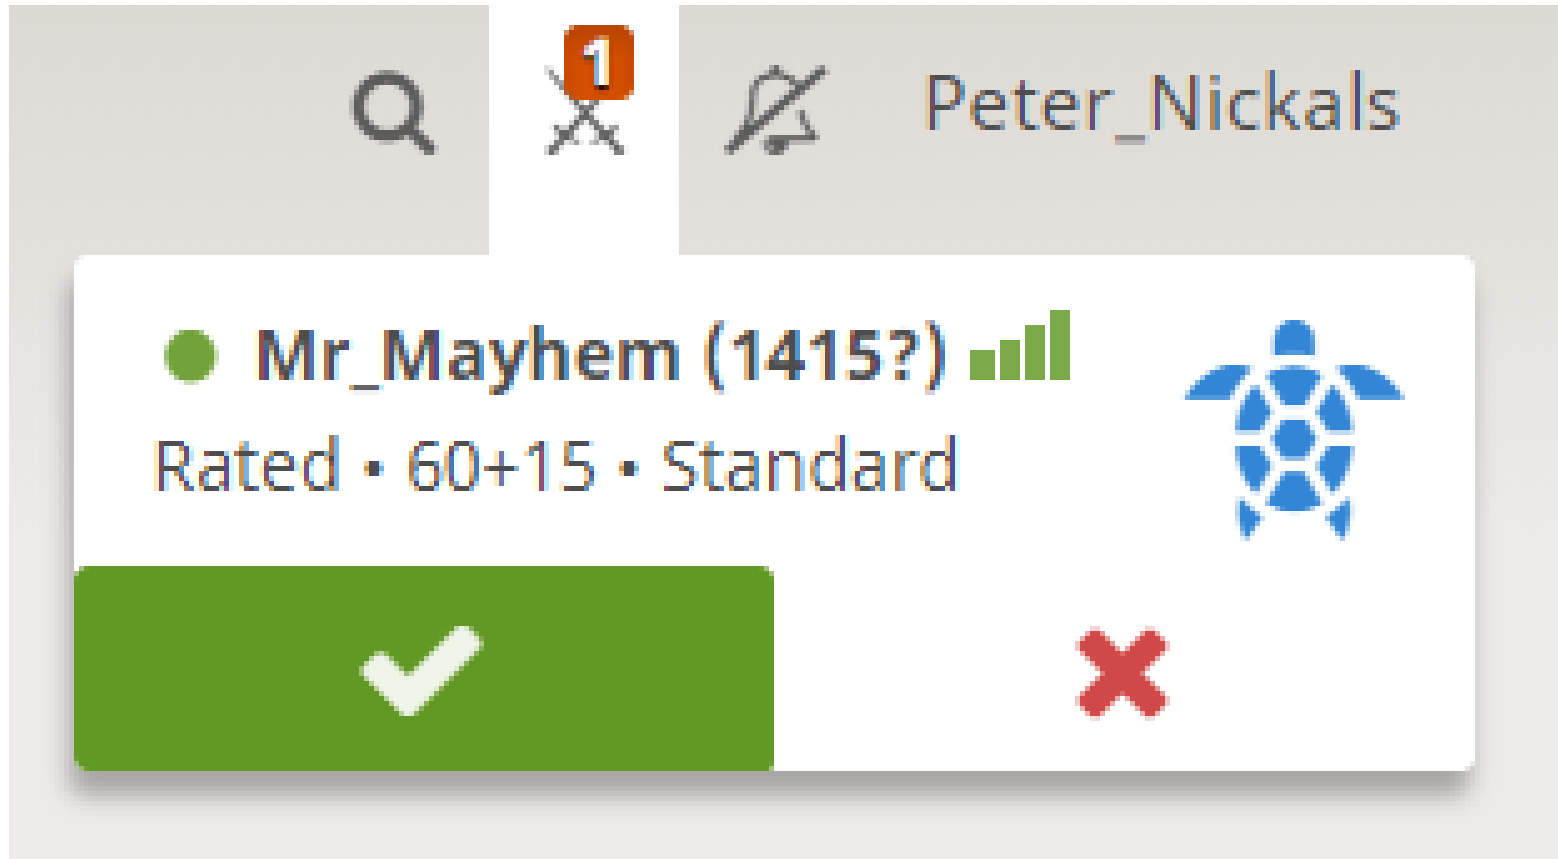 1
Peter_Nickals
Mr_Mayhem (1415?)
Rated • 60+15 • Standard